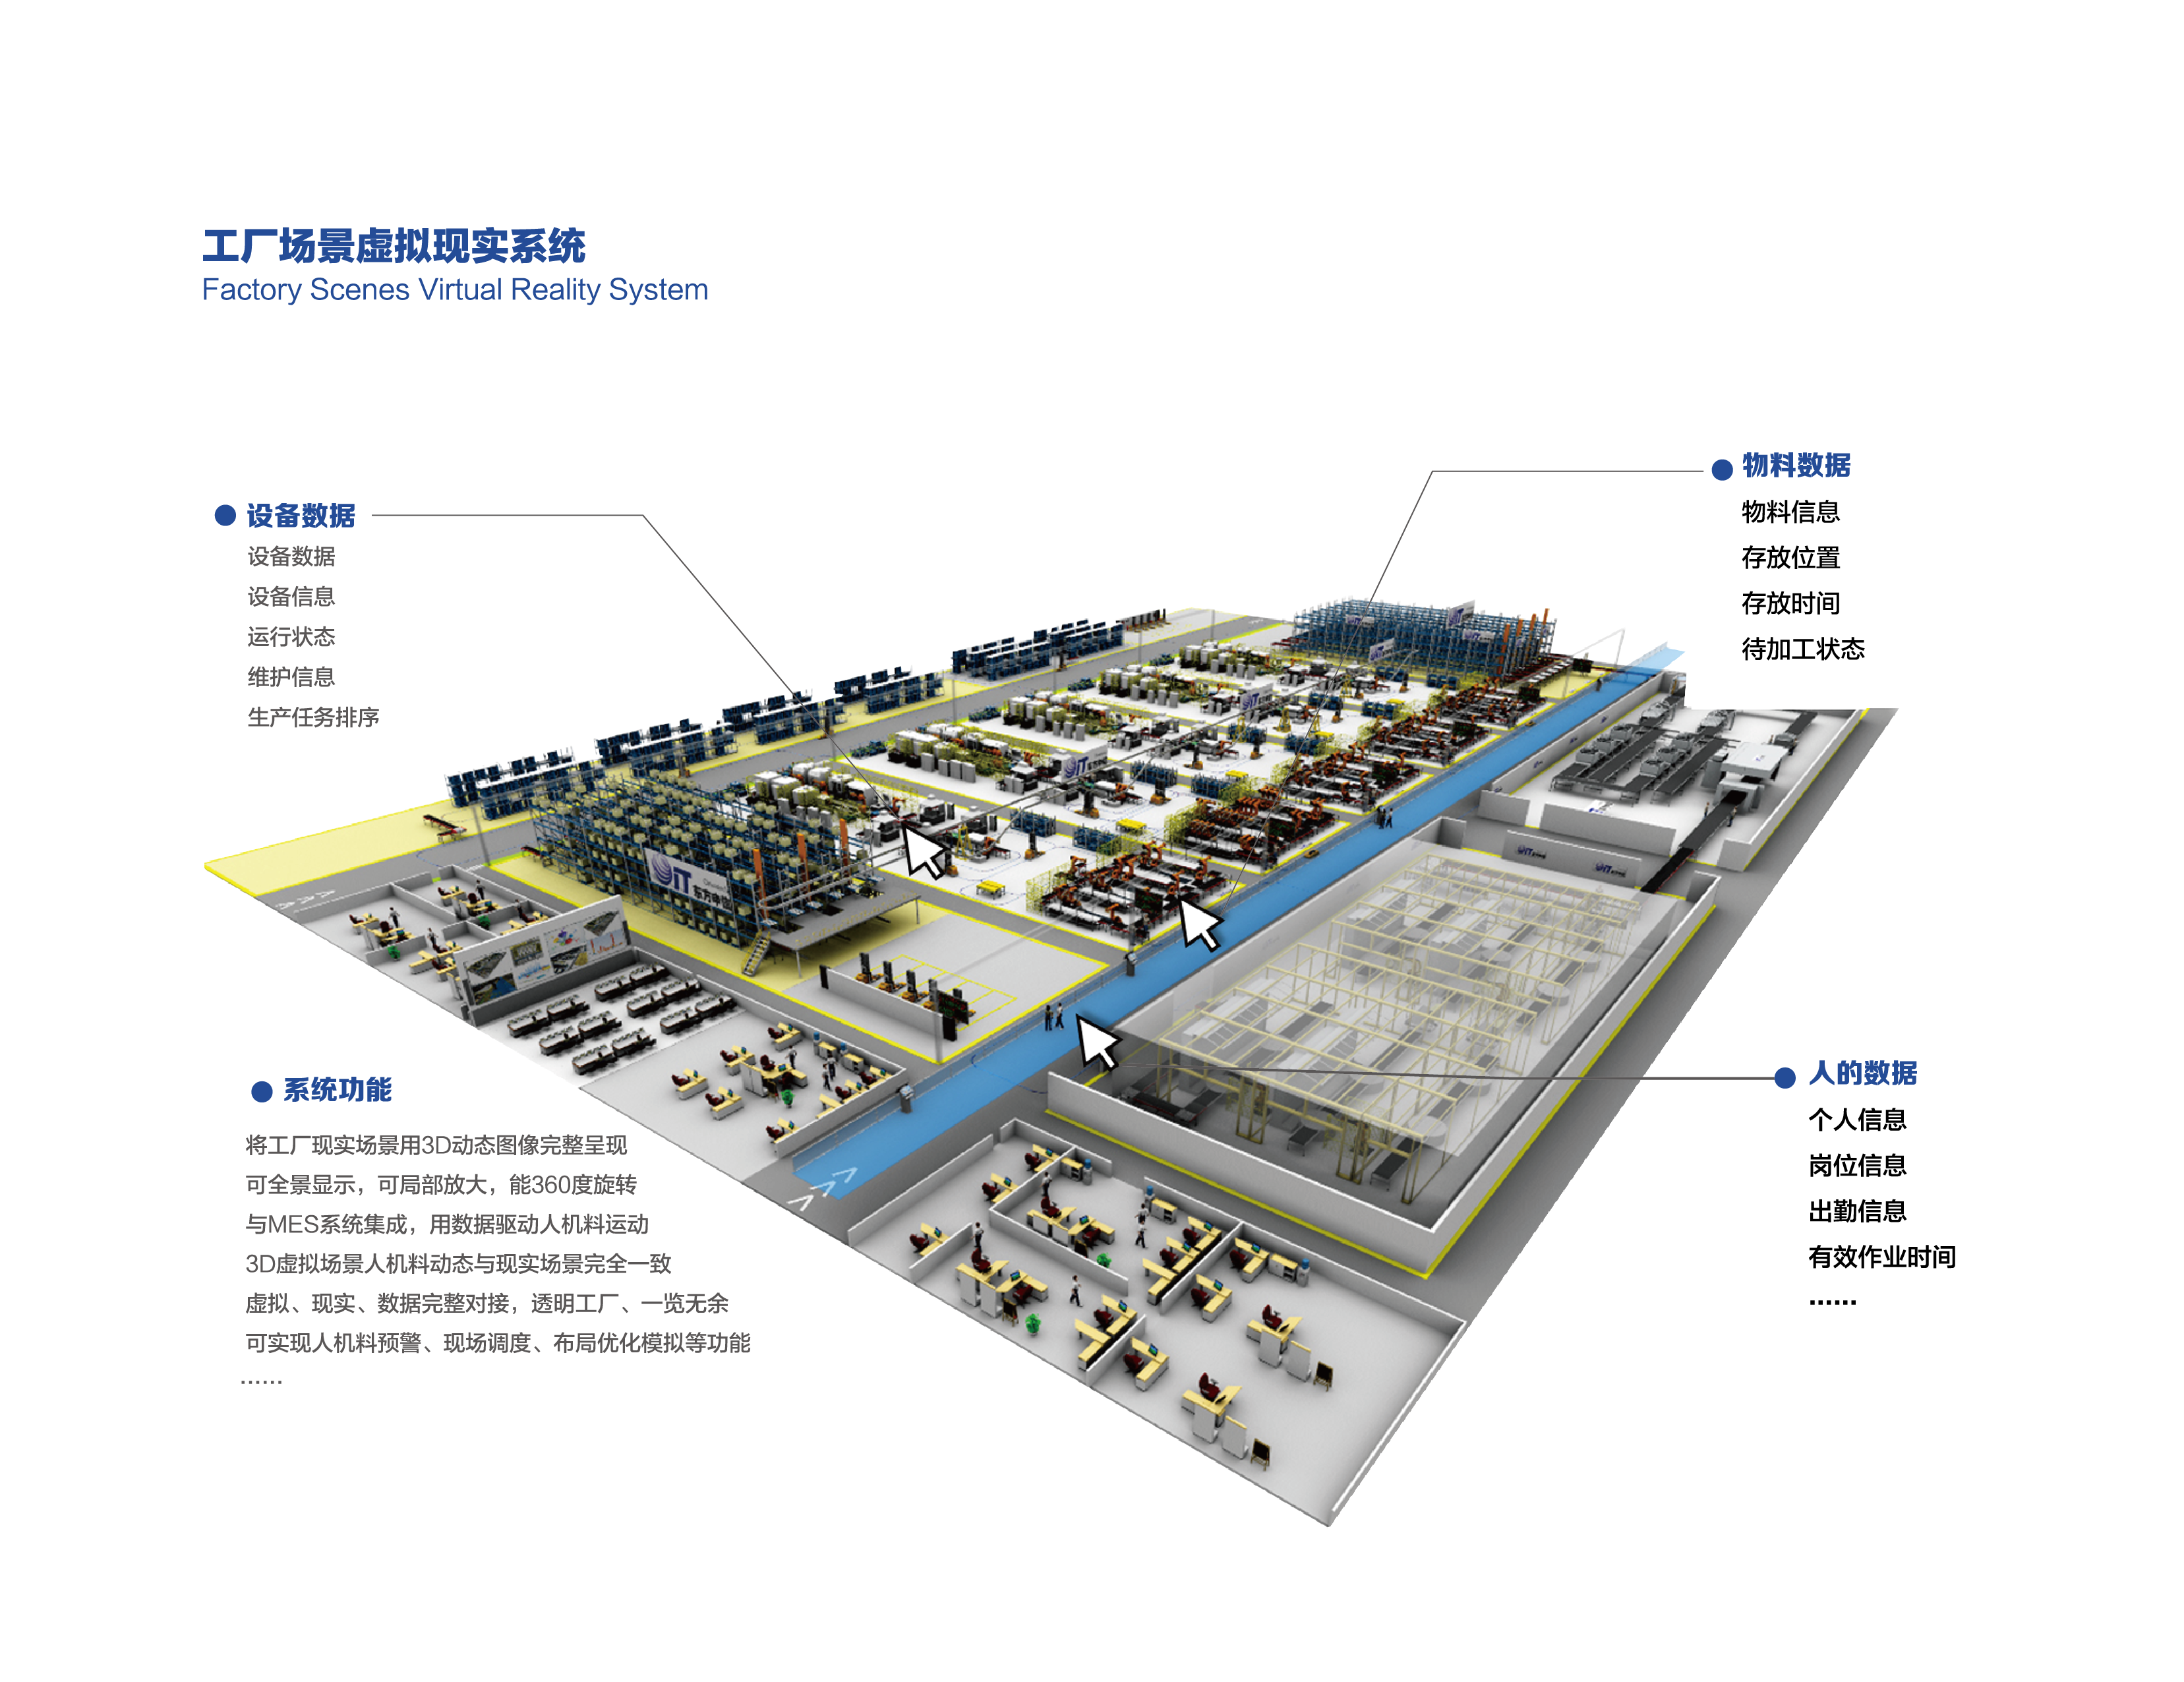 工厂场景虚拟现实系统
Factory Scenes Virtual Reality System
设备数据
设备数据
设备信息
运行状态
维护信息
生产任务排序
物料数据
物料信息
存放位置
存放时间
待加工状态
系统功能
将工厂现实场景用3D动态图像完整呈现
可全景显示，可局部放大，能360度旋转
与MES系统集成，用数据驱动人机料运动
3D虚拟场景人机料动态与现实场景完全一致
虚拟、现实、数据完整对接，透明工厂、一览无余
可实现人机料预警、现场调度、布局优化模拟等功能
......
人的数据
个人信息
岗位信息
出勤信息
有效作业时间
......